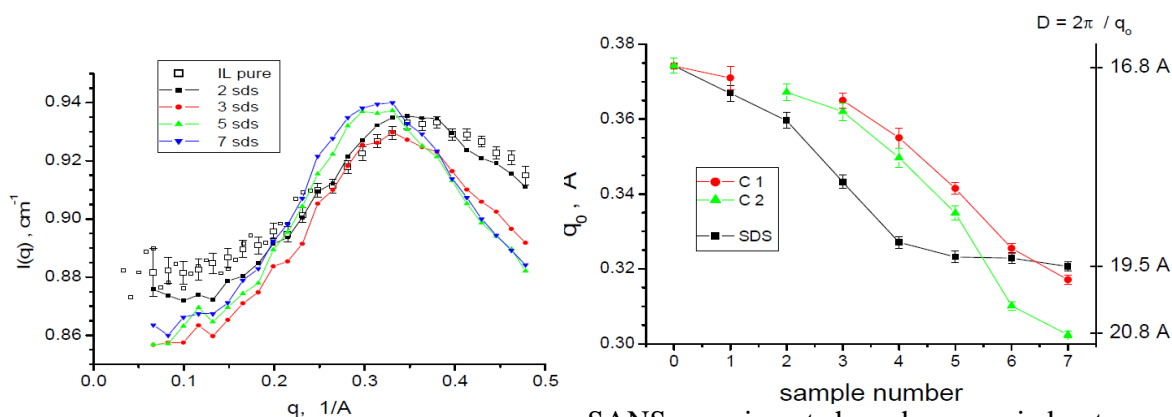 IL pure
2 sds
3 sds
5 sds
7 sds
0.94
0.92
0.90
0.88
0.86
I(q) , cm⁻¹
0.0
0.1
0.2
0.3
0.4
0.5
q, 1/A
D = 2π / q₀
0.38
0.36
0.34
0.32
0.30
q₀ , A
16.8 A
19.5 A
20.8 A
C 1
C 2
SDS
0
1
2
3
4
5
6
7
sample number